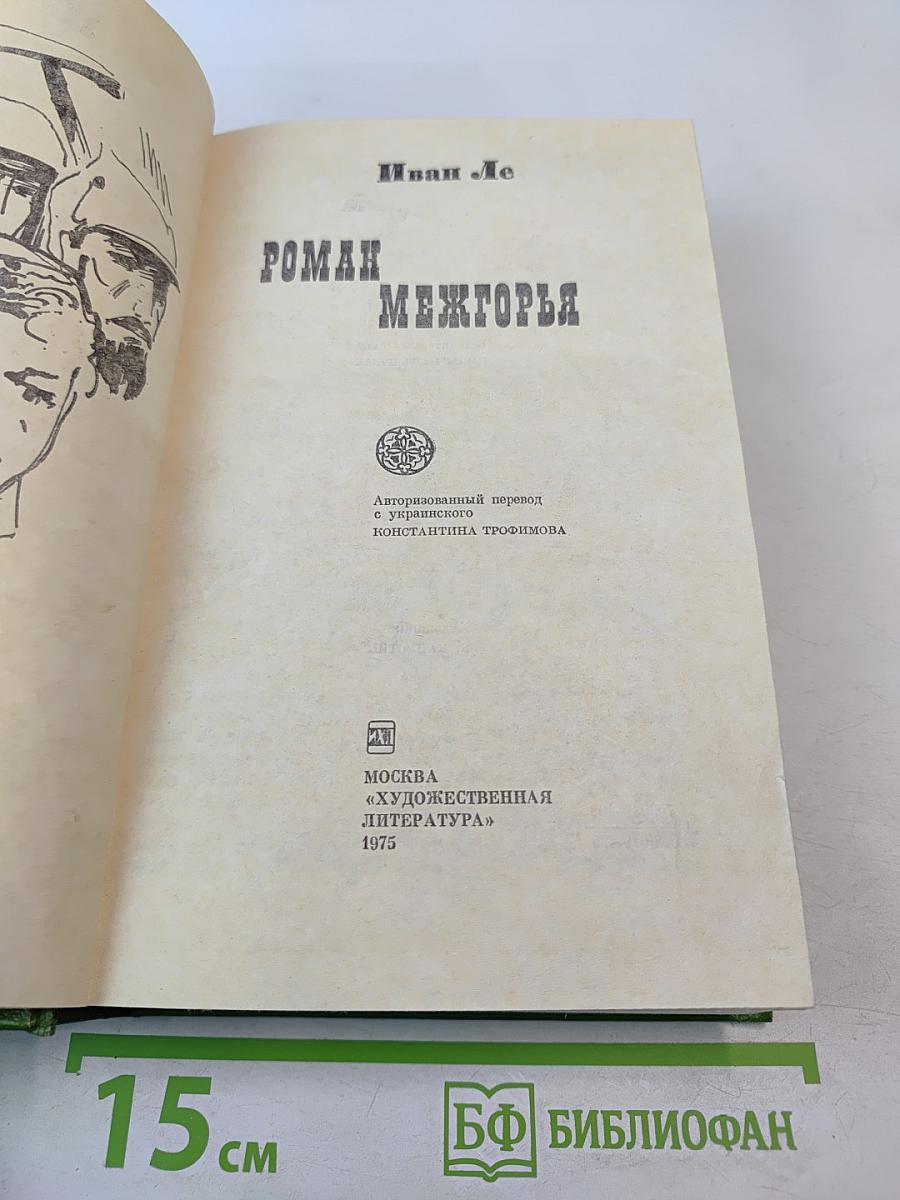 Иван Ле
РОМАН
МЕЖГОРЬЯ
Авторизованный перевод
с украинского
КОНСТАНТИНА ТРОФИМОВА
МОСКВА
«ХУДОЖЕСТВЕННАЯ
ЛИТЕРАТУРА»
1975
15 см
БФ БИБЛИОФАН